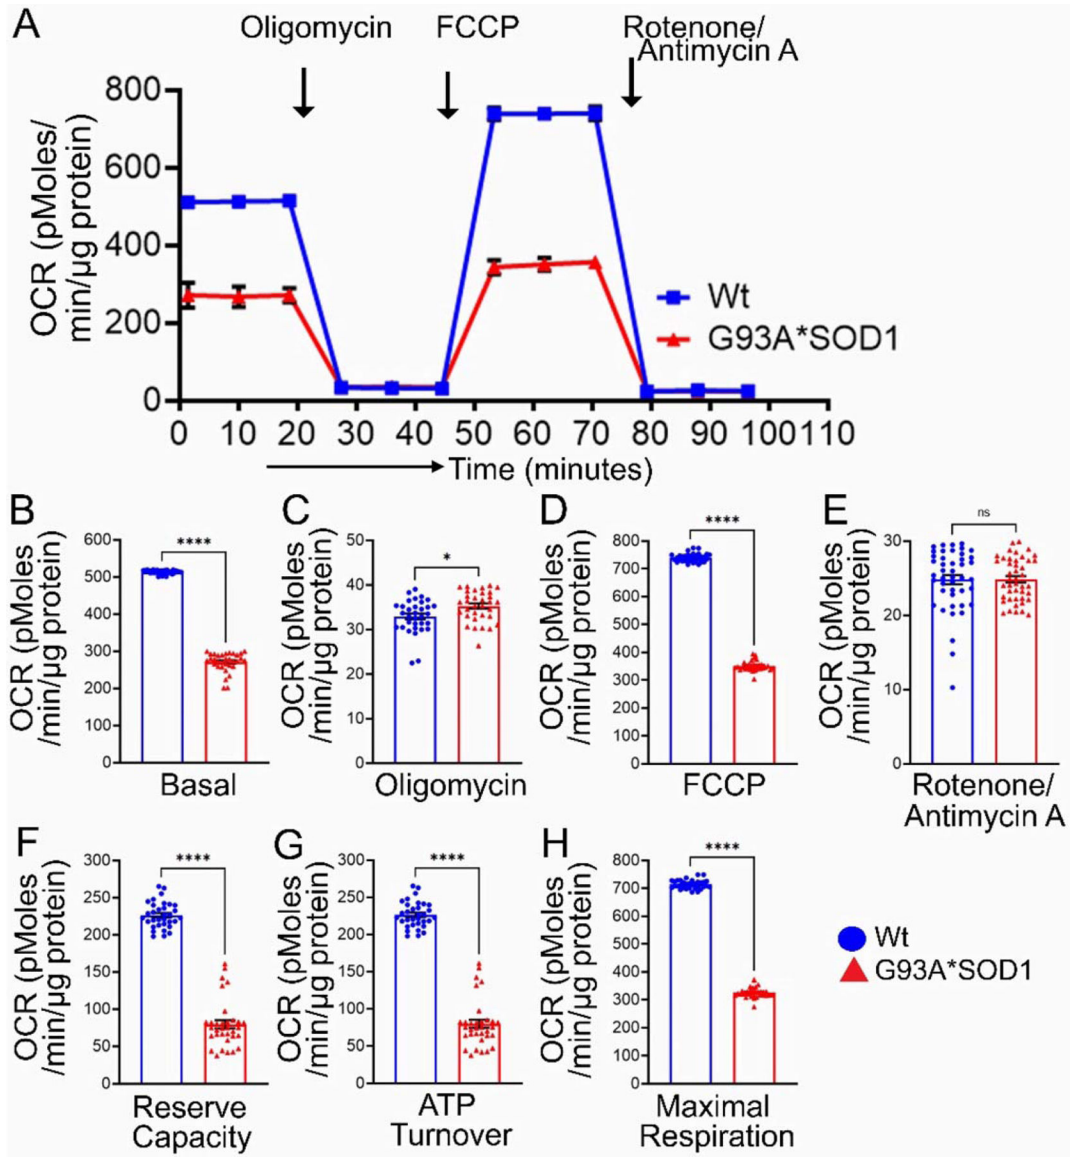 A
Oligomycin
FCCP
Rotenone/
Antimycin A
OCR (pMoles/
min/µg protein)
800
600
400
200
0
Wt
G93A*SOD1
0 10 20 30 40 50 60 70 80 90 100 110
Time (minutes)
B
OCR (pMoles
/min/µg protein)
600
500
400
300
200
100
0
****
Basal
C
OCR (pMoles
/min/µg protein)
50
40
30
20
10
0
*
Oligomycin
D
OCR (pMoles
/min/µg protein)
800
700
600
500
400
300
200
100
0
****
FCCP
E
OCR (pMoles
/min/µg protein)
30
20
10
0
ns
Rotenone/
Antimycin A
F
OCR (pMoles
/min/µg protein)
300
250
200
150
100
50
0
****
Reserve
Capacity
G
OCR (pMoles
/min/µg protein)
300
250
200
150
100
50
0
****
ATP
Turnover
H
OCR (pMoles
/min/µg protein)
800
700
600
500
400
300
200
100
0
****
Maximal
Respiration
Wt
G93A*SOD1